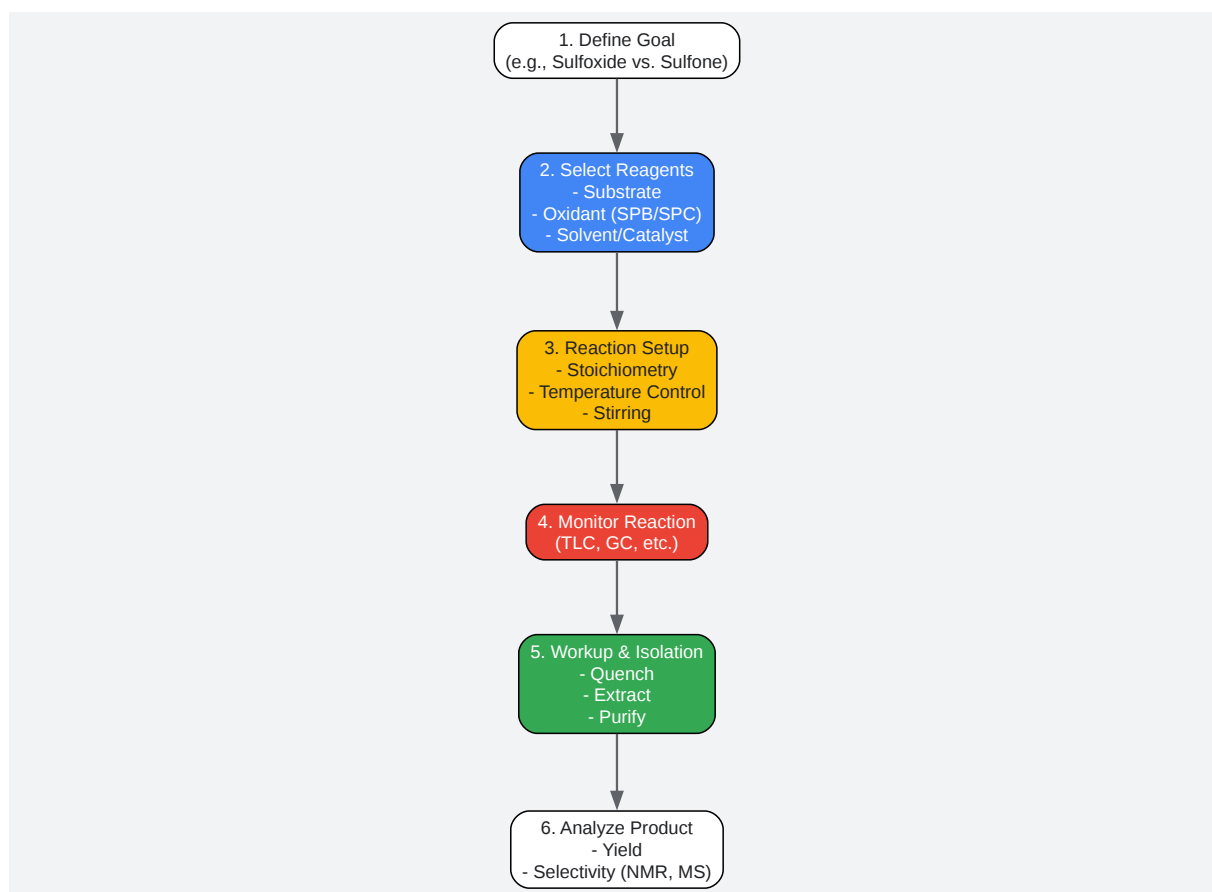 1. Define Goal
(e.g., Sulfoxide vs. Sulfone)
2. Select Reagents
- Substrate
- Oxidant (SPB/SPC)
- Solvent/Catalyst
3. Reaction Setup
- Stoichiometry
- Temperature Control
- Stirring
4. Monitor Reaction
(TLC, GC, etc.)
5. Workup & Isolation
- Quench
- Extract
- Purify
6. Analyze Product
- Yield
- Selectivity (NMR, MS)